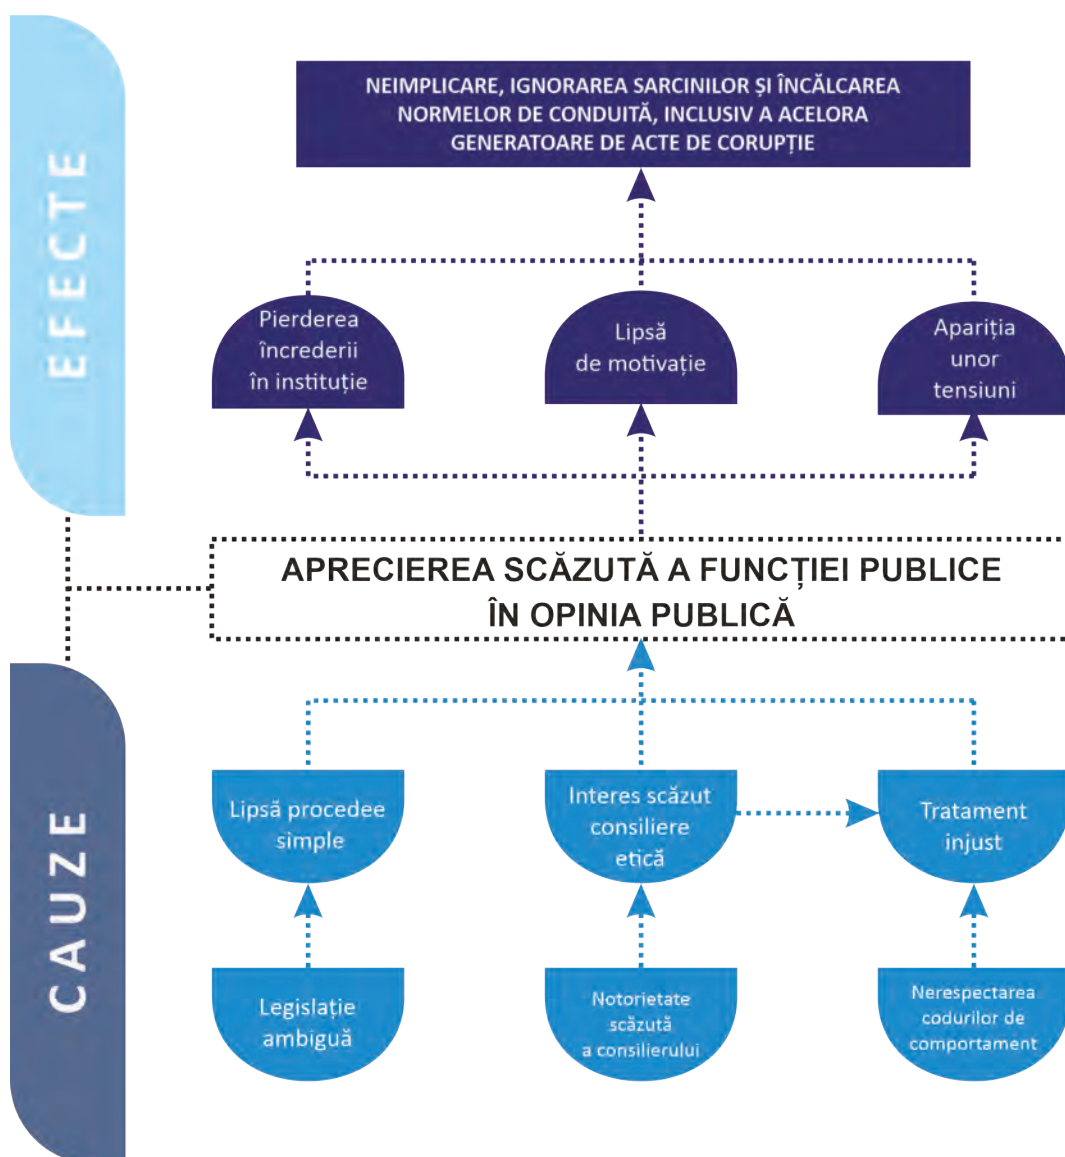 EFECTE
NEIMPLICARE, IGNORAREA SARCINILOR ȘI ÎNCĂLCAREA
NORMELOR DE CONDUITĂ, INCLUSIV A ACELORA
GENERATOARE DE ACTE DE CORUPȚIE
Pierderea
încrederii
în instituție
Lipsă
de motivație
Apariția
unor
tensiuni
APRECIEREA SCĂZUTĂ A FUNCȚIEI PUBLICE
ÎN OPINIA PUBLICĂ
CAUZE
Lipsă procedee
simple
Interes scăzut
consiliere
etică
Tratament
injust
Legislație
ambiguă
Notorietate
scăzută
a consilierului
Nerespectarea
codurilor de
comportament